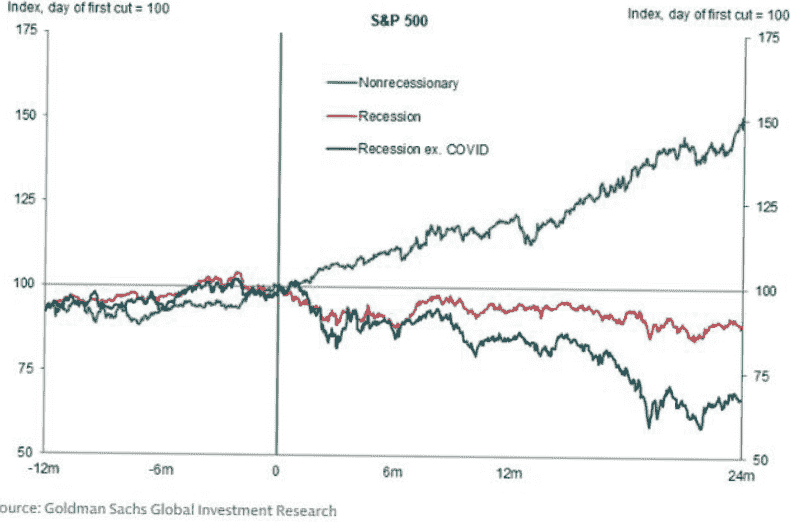 Index, day of first cut = 100
Index, day of first cut = 100
S&P 500
175
175
Nonrecessionary
150
150
Recession
Recession ex. COVID
125
125
100
100
75
75
50
50
-12m
-6m
0
6m
12m
24m
ource: Goldman Sachs Global Investment Research